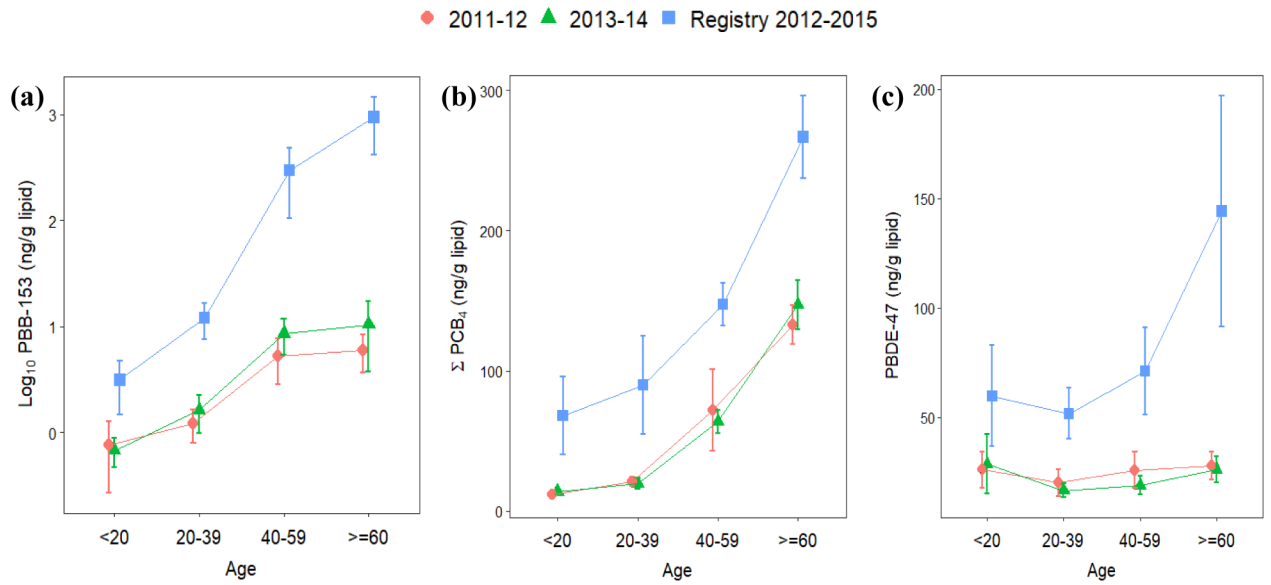 2011-12 2013-14 Registry 2012-2015
(a)
Log₁₀ PBB-153 (ng/g lipid)
3
2
1
0
<20 20-39 40-59 >=60
Age
(b)
Σ PCB₄ (ng/g lipid)
300
200
100
0
<20 20-39 40-59 >=60
Age
(c)
PBDE-47 (ng/g lipid)
200
150
100
50
<20 20-39 40-59 >=60
Age